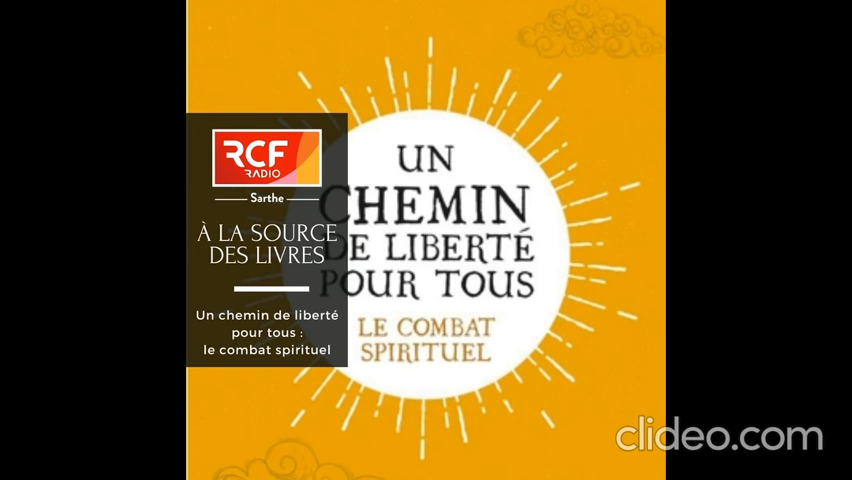 RCF
RADIO
Sarthe
À LA SOURCE
DES LIVRES
Un chemin de liberté
pour tous :
le combat spirituel
UN
CHEMIN
DE LIBERTÉ
POUR TOUS
LE COMBAT
SPIRITUEL
clideo.com